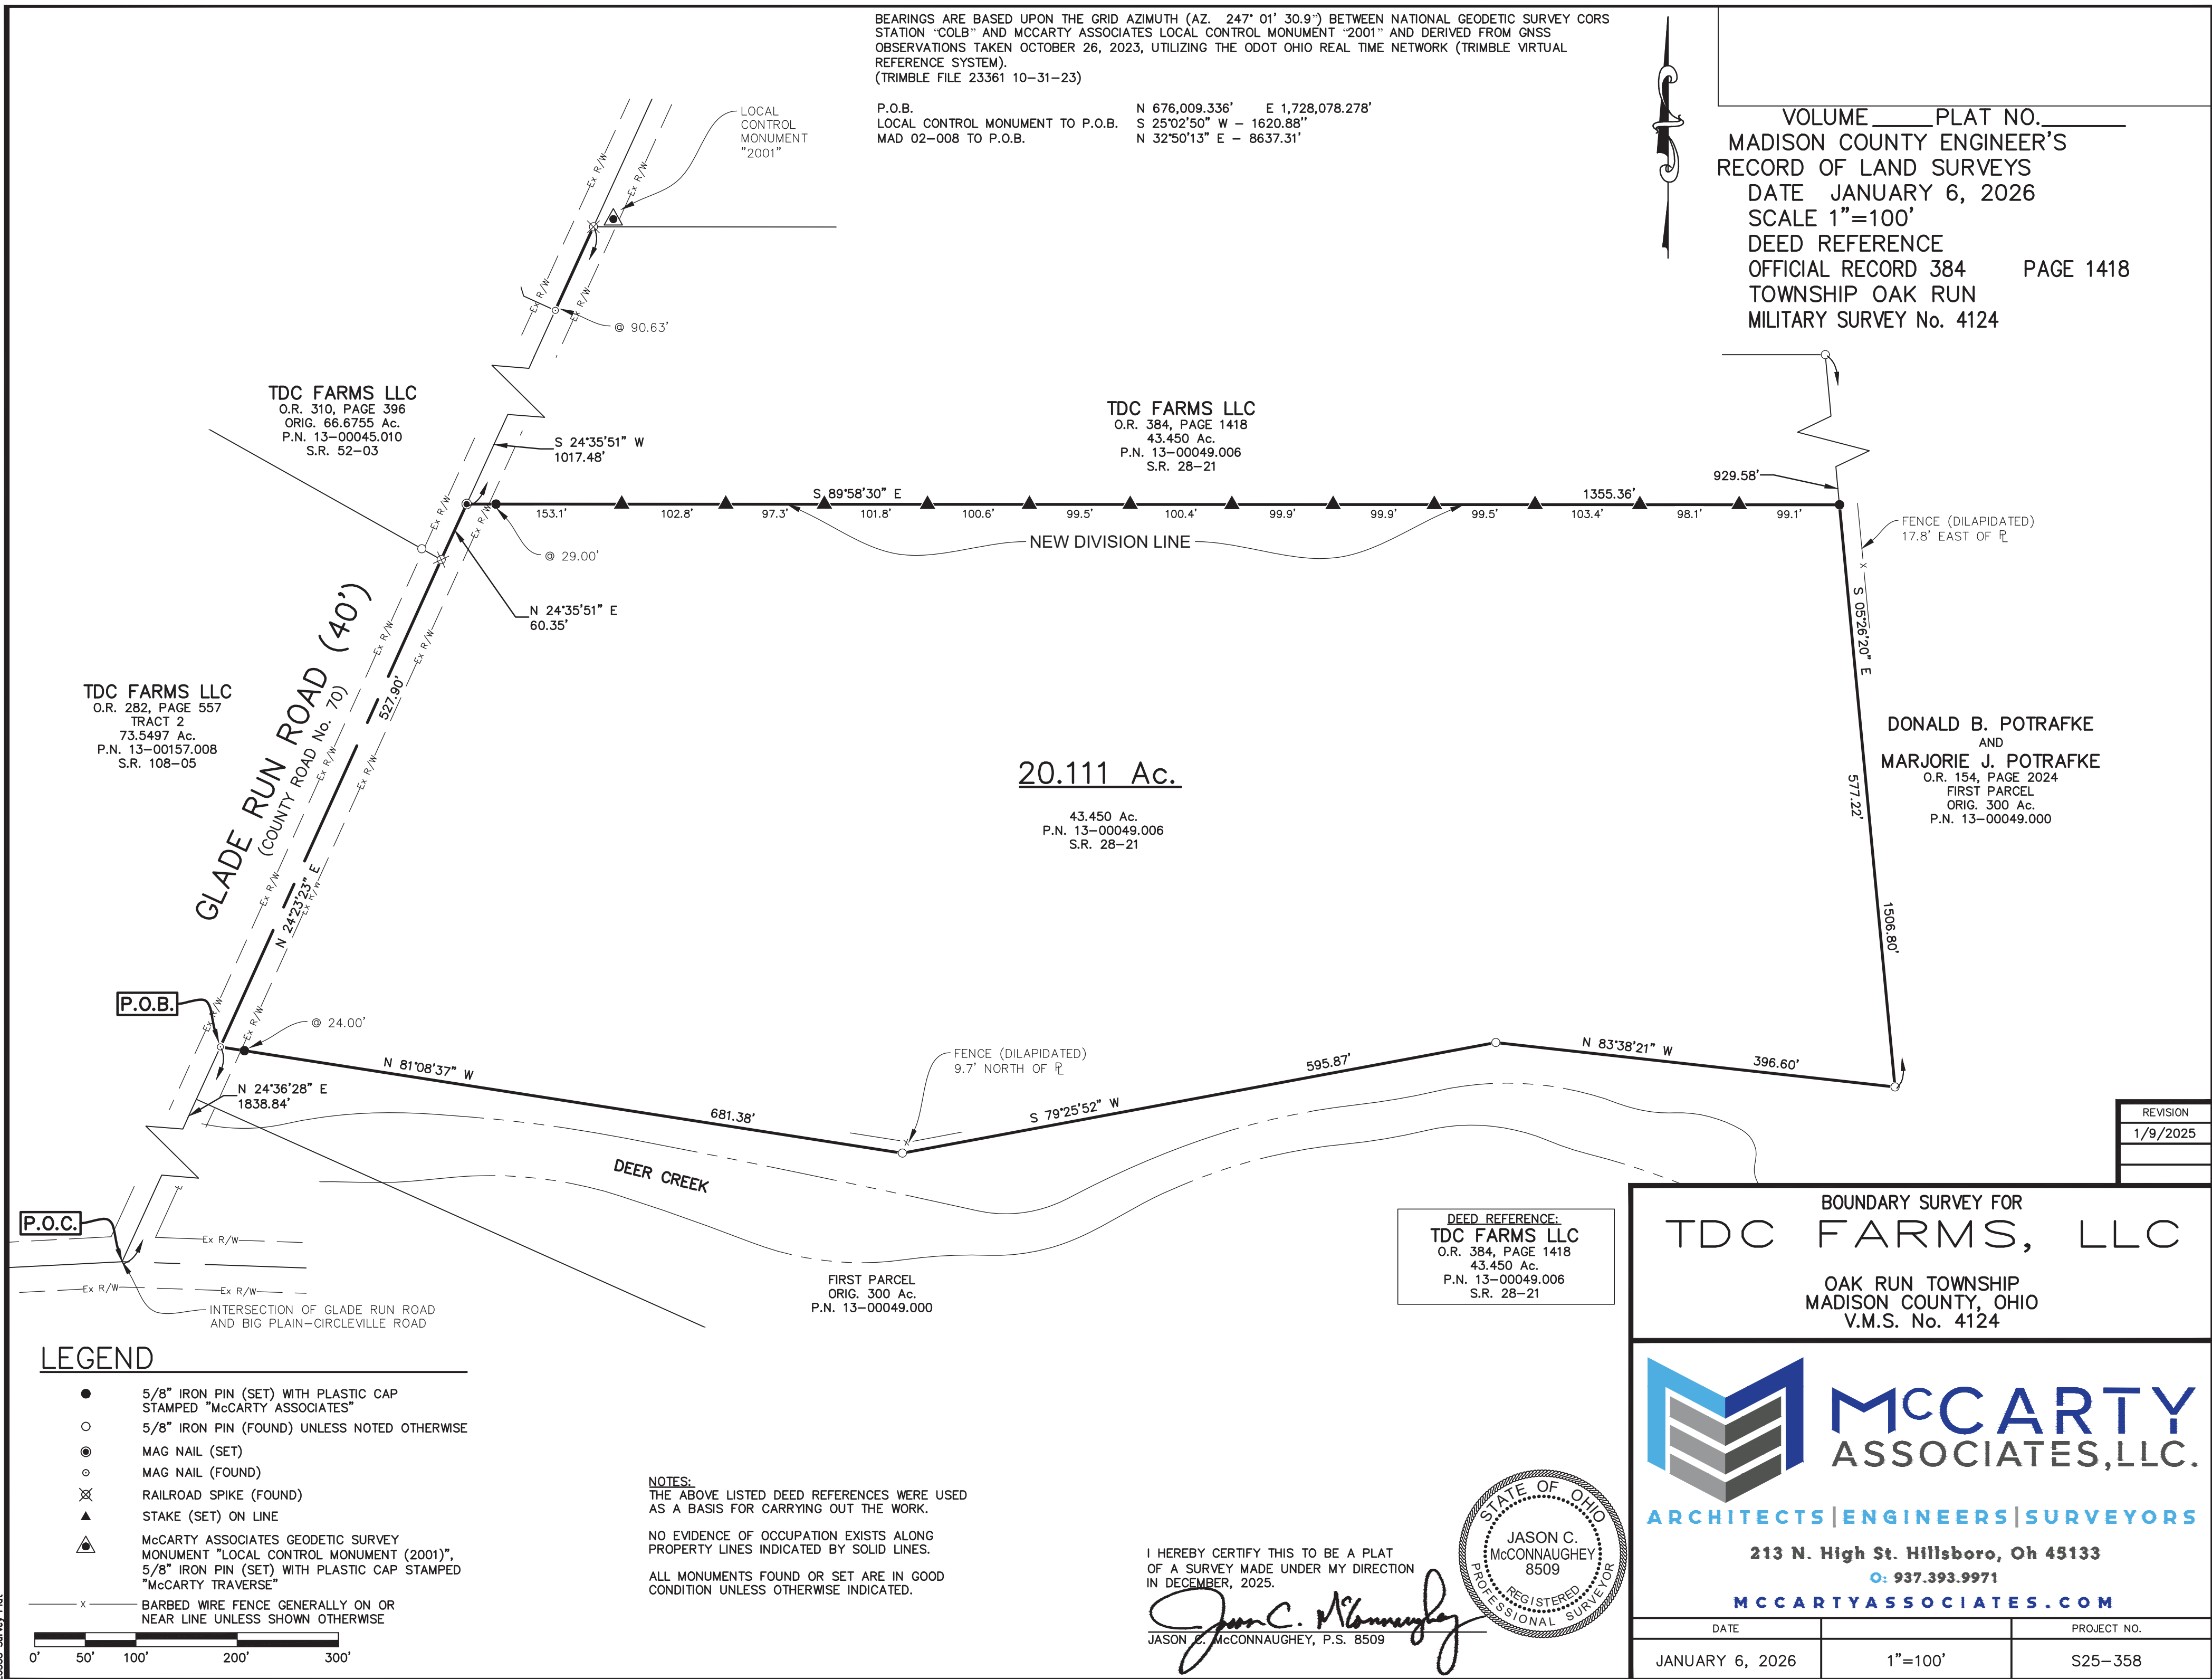 BEARINGS ARE BASED UPON THE GRID AZIMUTH (AZ. 247° 01' 30.9") BETWEEN NATIONAL GEODETIC SURVEY CORS
STATION "COLB" AND MCCARTY ASSOCIATES LOCAL CONTROL MONUMENT "2001" AND DERIVED FROM GNSS
OBSERVATIONS TAKEN OCTOBER 26, 2023, UTILIZING THE ODOT OHIO REAL TIME NETWORK (TRIMBLE VIRTUAL
REFERENCE SYSTEM).
(TRIMBLE FILE 23361 10-31-23)
P.O.B. N 676,009.336' E 1,728,078.278'
LOCAL CONTROL MONUMENT TO P.O.B. S 25°02'50" W - 1620.88"
MAD 02-008 TO P.O.B. N 32°50'13" E - 8637.31'
VOLUME_____PLAT NO.______
MADISON COUNTY ENGINEER'S
RECORD OF LAND SURVEYS
DATE JANUARY 6, 2026
SCALE 1"=100'
DEED REFERENCE
OFFICIAL RECORD 384 PAGE 1418
TOWNSHIP OAK RUN
MILITARY SURVEY No. 4124
LOCAL
CONTROL
MONUMENT
"2001"
Ex R/W
Ex R/W
Ex R/W
Ex R/W
@ 90.63'
TDC FARMS LLC
O.R. 310, PAGE 396
ORIG. 66.6755 Ac.
P.N. 13-00045.010
S.R. 52-03
S 24°35'51" W
1017.48'
TDC FARMS LLC
O.R. 384, PAGE 1418
43.450 Ac.
P.N. 13-00049.006
S.R. 28-21
929.58'
S 89°58'30" E 1355.36'
153.1' 102.8' 97.3' 101.8' 100.6' 99.5' 100.4' 99.9' 99.9' 99.5' 103.4' 98.1' 99.1'
NEW DIVISION LINE
Ex R/W
Ex R/W
@ 29.00'
FENCE (DILAPIDATED)
17.8' EAST OF PL
x
S 05°26'20" E
577.22'
1506.80'
N 24°35'51" E
60.35'
GLADE RUN ROAD (40')
(COUNTY ROAD No. 70)
Ex R/W
Ex R/W
Ex R/W
Ex R/W
Ex R/W
Ex R/W
Ex R/W
Ex R/W
527.90'
N 24°23'23" E
TDC FARMS LLC
O.R. 282, PAGE 557
TRACT 2
73.5497 Ac.
P.N. 13-00157.008
S.R. 108-05
20.111 Ac.
43.450 Ac.
P.N. 13-00049.006
S.R. 28-21
DONALD B. POTRAFKE
AND
MARJORIE J. POTRAFKE
O.R. 154, PAGE 2024
FIRST PARCEL
ORIG. 300 Ac.
P.N. 13-00049.000
P.O.B.
@ 24.00'
N 81°08'37" W
681.38'
FENCE (DILAPIDATED)
9.7' NORTH OF PL
x
S 79°25'52" W
595.87'
N 83°38'21" W
396.60'
N 24°36'28" E
1838.84'
DEER CREEK
P.O.C.
Ex R/W
Ex R/W
Ex R/W
INTERSECTION OF GLADE RUN ROAD
AND BIG PLAIN-CIRCLEVILLE ROAD
FIRST PARCEL
ORIG. 300 Ac.
P.N. 13-00049.000
DEED REFERENCE:
TDC FARMS LLC
O.R. 384, PAGE 1418
43.450 Ac.
P.N. 13-00049.006
S.R. 28-21
REVISION
1/9/2025
BOUNDARY SURVEY FOR
TDC FARMS, LLC
OAK RUN TOWNSHIP
MADISON COUNTY, OHIO
V.M.S. No. 4124
LEGEND
5/8" IRON PIN (SET) WITH PLASTIC CAP
STAMPED "McCARTY ASSOCIATES"
5/8" IRON PIN (FOUND) UNLESS NOTED OTHERWISE
MAG NAIL (SET)
MAG NAIL (FOUND)
RAILROAD SPIKE (FOUND)
STAKE (SET) ON LINE
McCARTY ASSOCIATES GEODETIC SURVEY
MONUMENT "LOCAL CONTROL MONUMENT (2001)",
5/8" IRON PIN (SET) WITH PLASTIC CAP STAMPED
"McCARTY TRAVERSE"
x BARBED WIRE FENCE GENERALLY ON OR
NEAR LINE UNLESS SHOWN OTHERWISE
0' 50' 100' 200' 300'
NOTES:
THE ABOVE LISTED DEED REFERENCES WERE USED
AS A BASIS FOR CARRYING OUT THE WORK.
NO EVIDENCE OF OCCUPATION EXISTS ALONG
PROPERTY LINES INDICATED BY SOLID LINES.
ALL MONUMENTS FOUND OR SET ARE IN GOOD
CONDITION UNLESS OTHERWISE INDICATED.
I HEREBY CERTIFY THIS TO BE A PLAT
OF A SURVEY MADE UNDER MY DIRECTION
IN DECEMBER, 2025.
Jason C. McConnaughey
JASON C. McCONNAUGHEY, P.S. 8509
STATE OF OHIO
JASON C.
McCONNAUGHEY
8509
REGISTERED
PROFESSIONAL SURVEYOR
McCARTY
ASSOCIATES, LLC.
ARCHITECTS|ENGINEERS|SURVEYORS
213 N. High St. Hillsboro, Oh 45133
O: 937.393.9971
MCCARTYASSOCIATES.COM
DATE PROJECT NO.
JANUARY 6, 2026 1"=100' S25-358